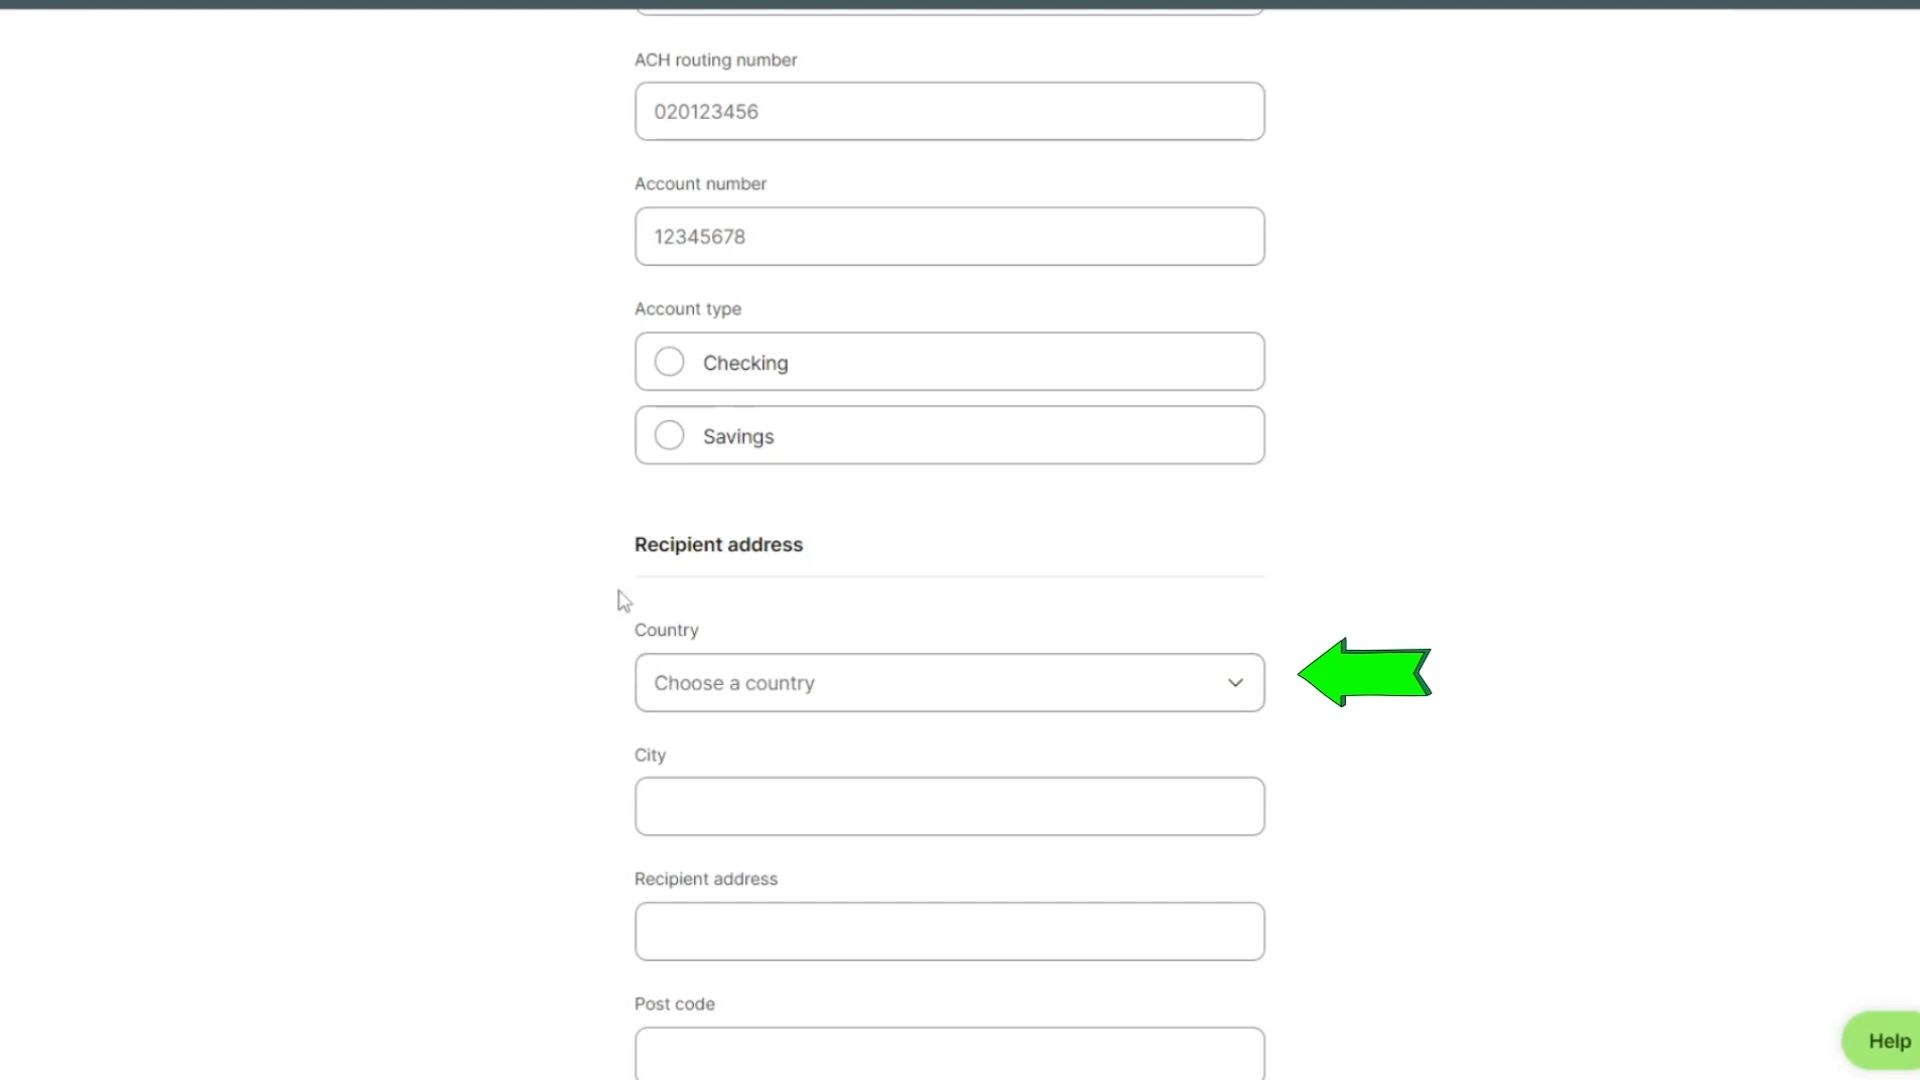 ACH routing number
020123456
Account number
12345678
Account type
Checking
Savings
Recipient address
Country
Choose a country
City
Recipient address
Post code
Help